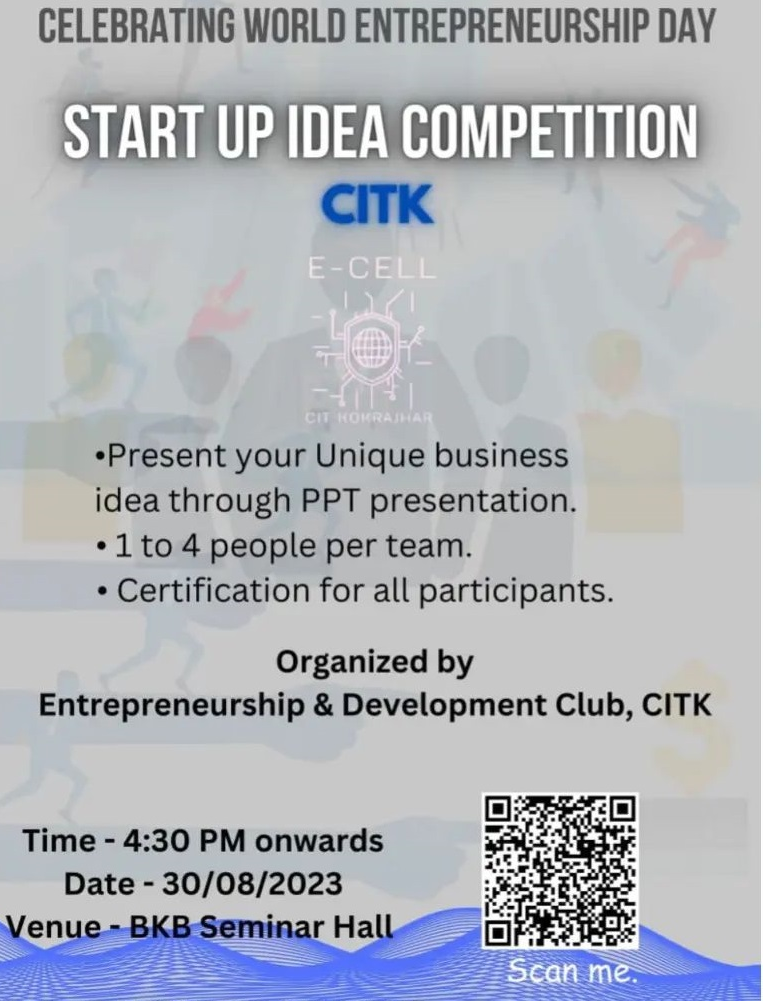 CELEBRATING WORLD ENTREPRENEURSHIP DAY
START UP IDEA COMPETITION
CITK
E-CELL
CIT KOKRAJHAR
•Present your Unique business
idea through PPT presentation.
• 1 to 4 people per team.
• Certification for all participants.
Organized by
Entrepreneurship & Development Club, CITK
Time - 4:30 PM onwards
Date - 30/08/2023
Venue - BKB Seminar Hall
Scan me.